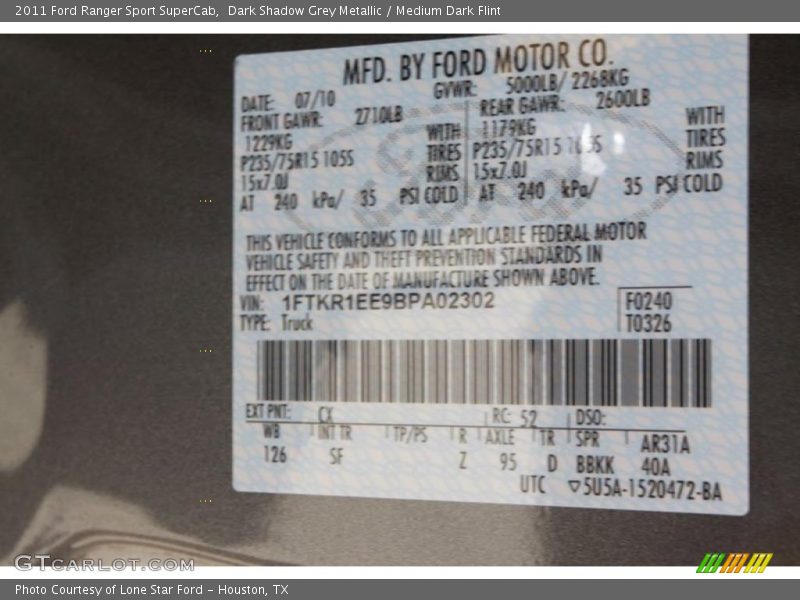 2011 Ford Ranger Sport SuperCab,  Dark Shadow Grey Metallic / Medium Dark Flint
MFD. BY FORD MOTOR CO.
DATE: 07/10 GVWR: 5000LB/ 2268KG
FRONT GAWR: 2710LB REAR GAWR: 2600LB
1229KG WITH 1179KG WITH
P235/75R15 105S TIRES P235/75R15 105S TIRES
15x7.0J RIMS 15x7.0J RIMS
AT 240 kPa/ 35 PSI COLD AT 240 kPa/ 35 PSI COLD
THIS VEHICLE CONFORMS TO ALL APPLICABLE FEDERAL MOTOR
VEHICLE SAFETY AND THEFT PREVENTION STANDARDS IN
EFFECT ON THE DATE OF MANUFACTURE SHOWN ABOVE.
VIN: 1FTKR1EE9BPA02302 F0240
TYPE: Truck T0326
EXT PNT: CX RC: 52 DSO:
WB INT TR TP/PS R AXLE TR SPR AR31A
126 SF Z 95 D BBKK 40A
UTC ▽5U5A-1520472-BA
GTCARLOT.COM
Photo Courtesy of Lone Star Ford - Houston, TX